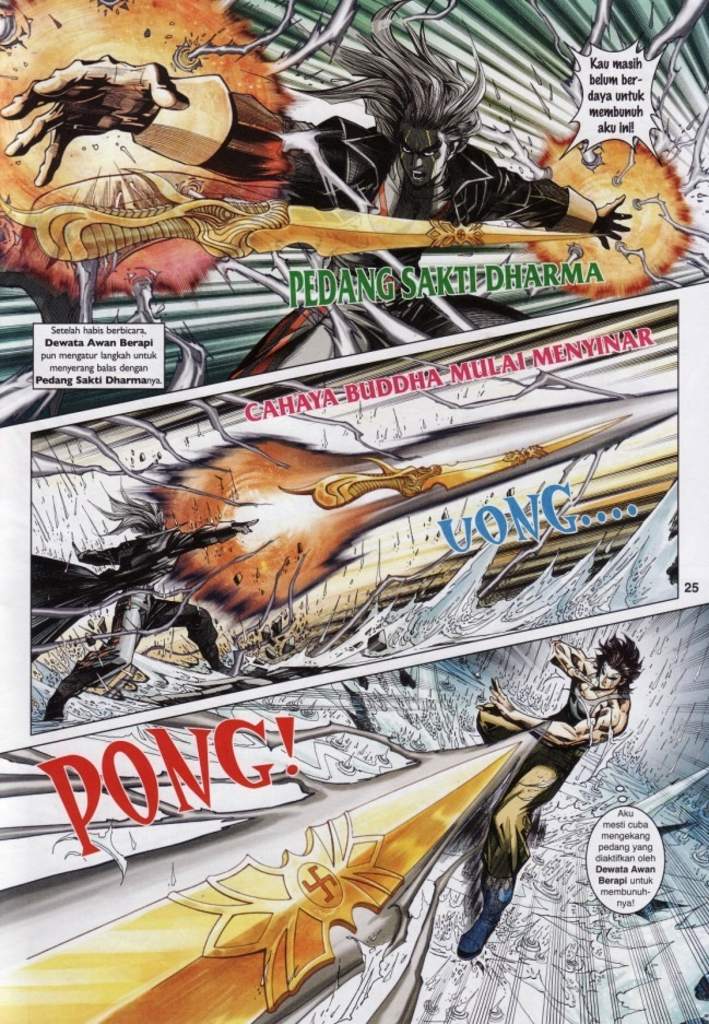 Kau masih
belum ber-
daya untuk
membunuh
aku ini!
PEDANG SAKTI DHARMA
Setelah habis berbicara,
Dewata Awan Berapi
pun mengatur langkah untuk
menyerang balas dengan
Pedang Sakti Dharmanya.
CAHAYA BUDDHA MULAI MENYINAR
UONG....
25
PONG!
Aku
mesti cuba
mengekang
pedang yang
diaktifkan oleh
Dewata Awan
Berapi untuk
membunuh-
nya!